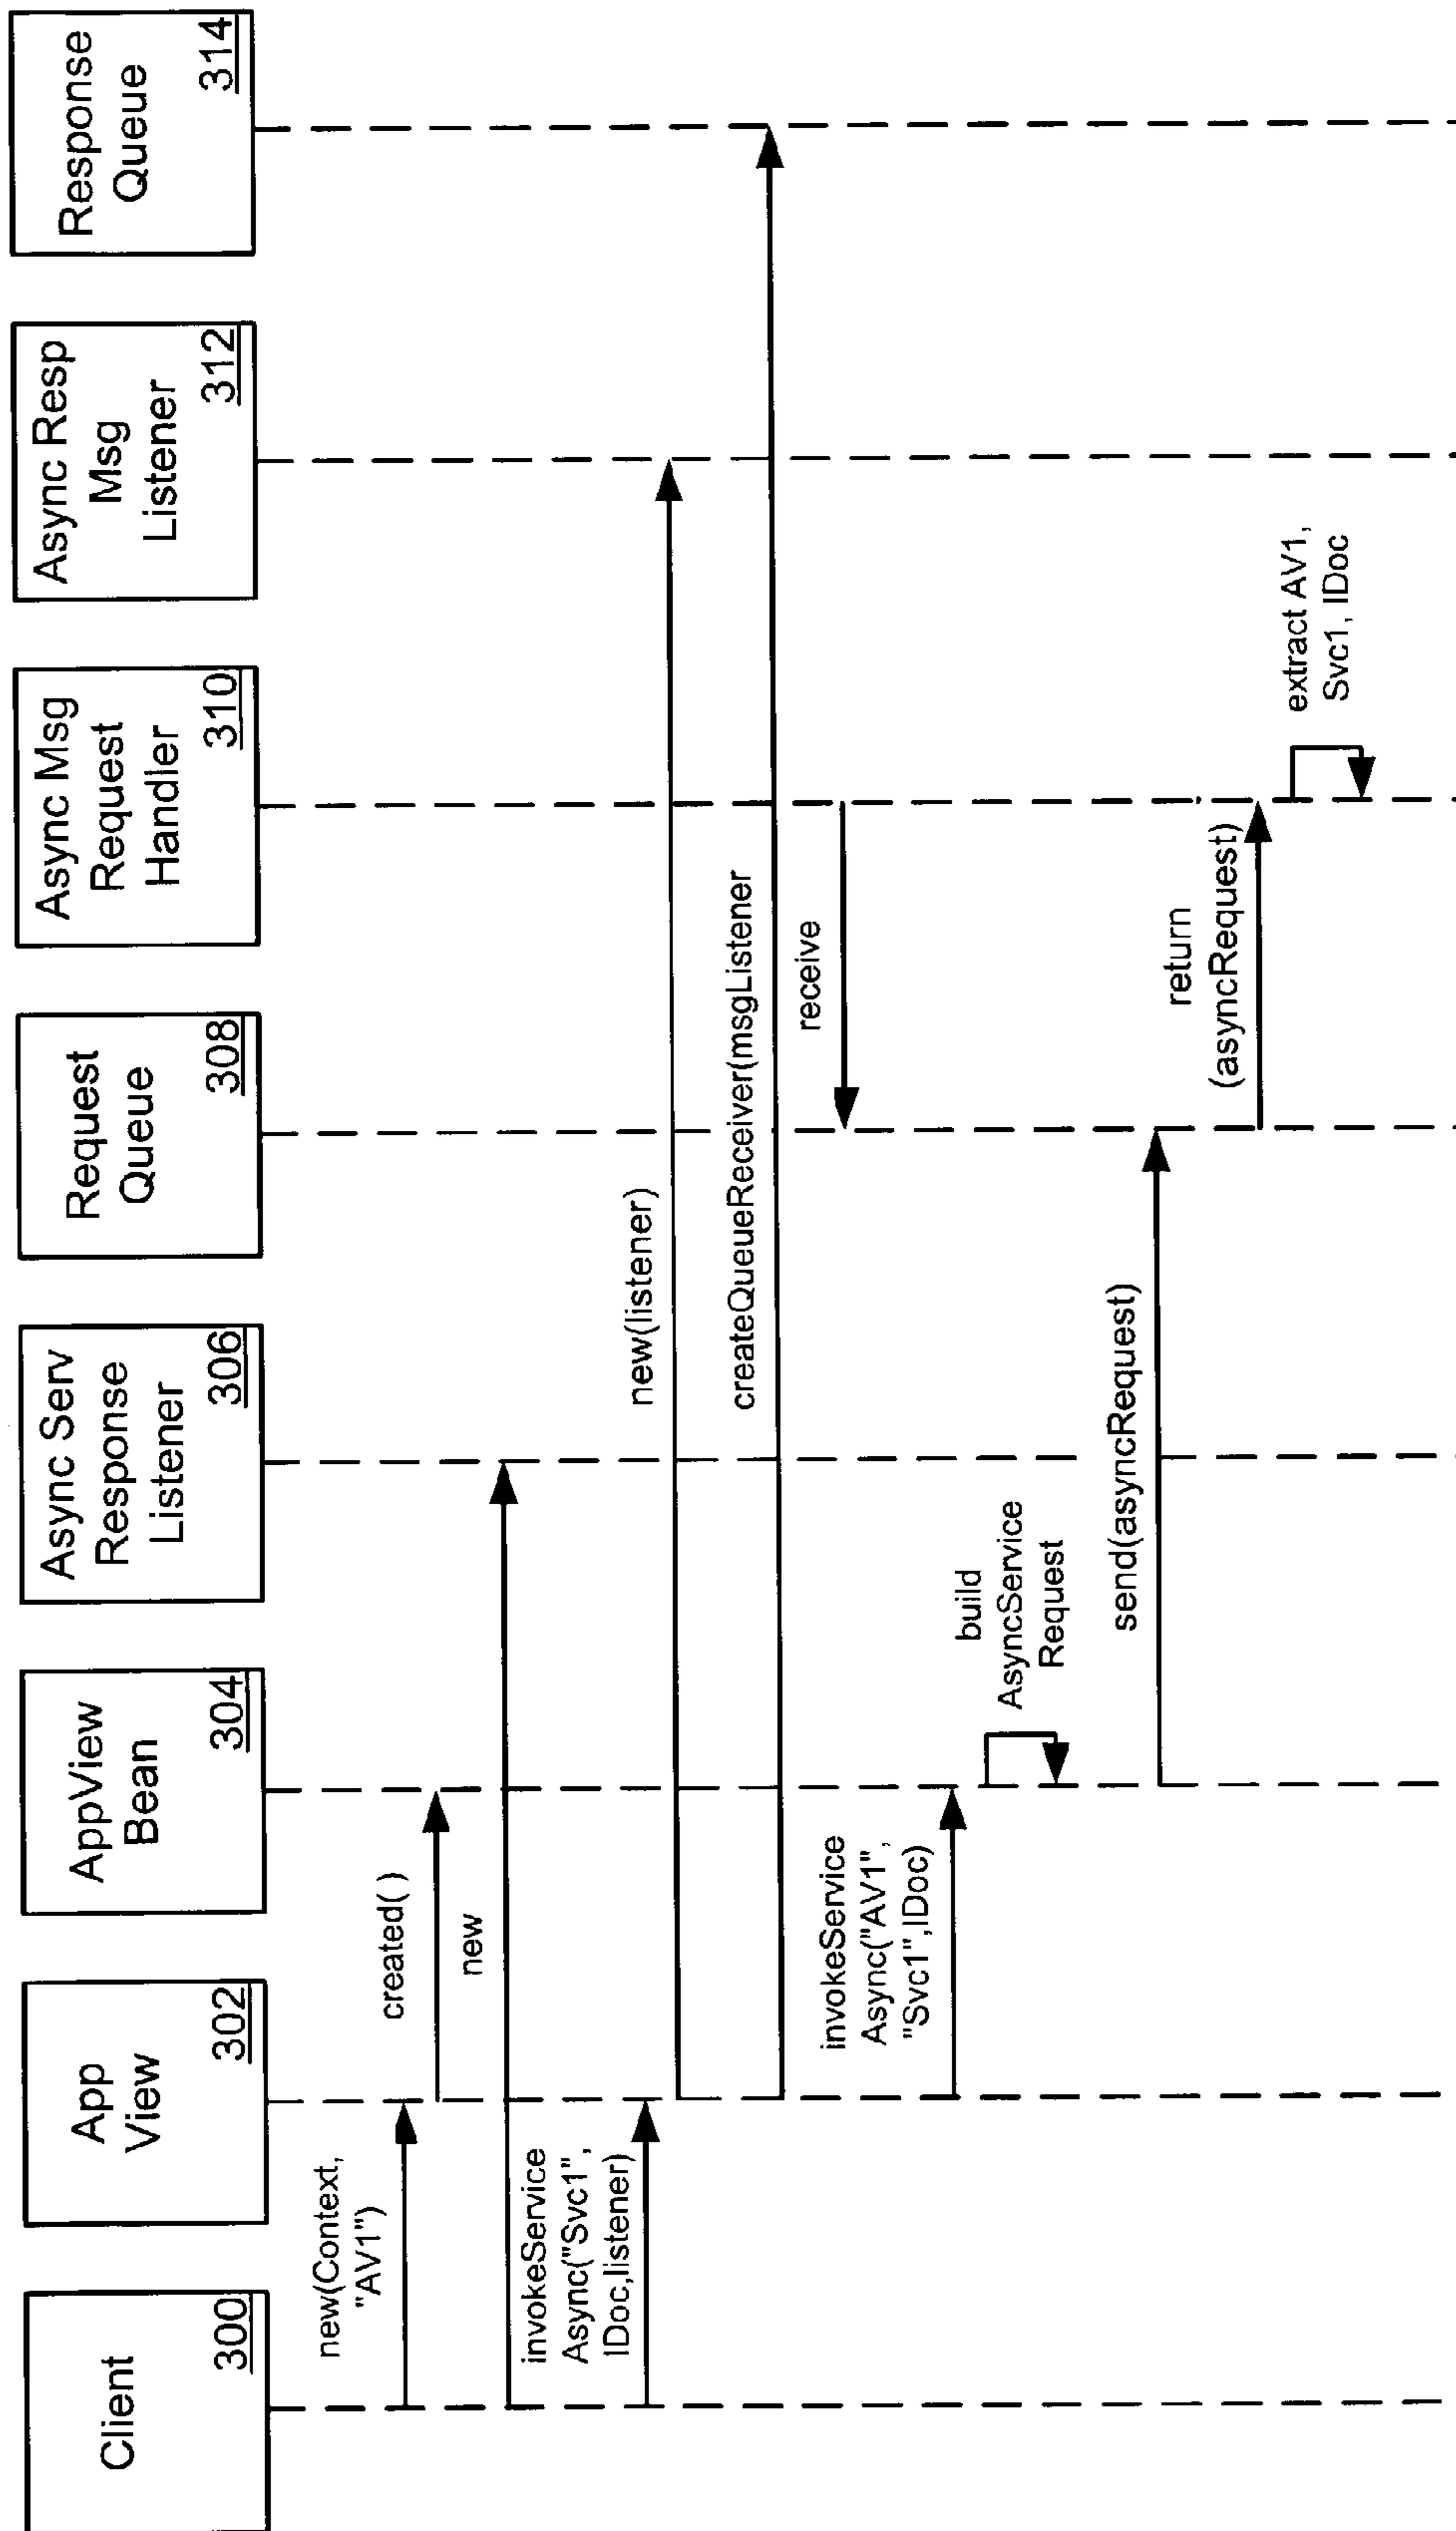 Client
300
App
View
302
AppView
Bean
304
Async Serv
Response
Listener
306
Request
Queue
308
Async Msg
Request
Handler
310
Async Resp
Msg
Listener
312
Response
Queue
314
new(Context,
"AV1")
created( )
new
invokeService
Async("Svc1",
IDoc,listener)
new(listener)
createQueueReceiver(msgListener
receive
invokeService
Async("AV1",
"Svc1",IDoc)
build
AsyncService
Request
send(asyncRequest)
return
(asyncRequest)
extract AV1,
Svc1, IDoc